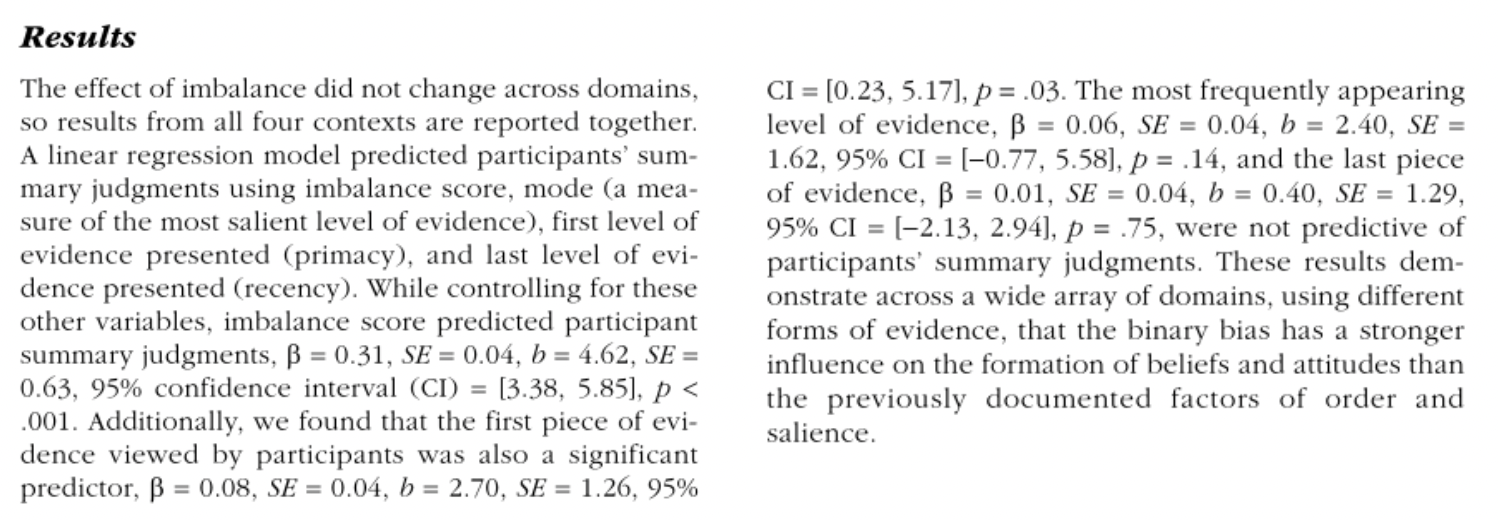 Results
The effect of imbalance did not change across domains,
so results from all four contexts are reported together.
A linear regression model predicted participants' sum-
mary judgments using imbalance score, mode (a mea-
sure of the most salient level of evidence), first level of
evidence presented (primacy), and last level of evi-
dence presented (recency). While controlling for these
other variables, imbalance score predicted participant
summary judgments, β = 0.31, SE = 0.04, b = 4.62, SE =
0.63, 95% confidence interval (CI) = [3.38, 5.85], p <
.001. Additionally, we found that the first piece of evi-
dence viewed by participants was also a significant
predictor, β = 0.08, SE = 0.04, b = 2.70, SE = 1.26, 95%
CI = [0.23, 5.17], p = .03. The most frequently appearing
level of evidence, β = 0.06, SE = 0.04, b = 2.40, SE =
1.62, 95% CI = [−0.77, 5.58], p = .14, and the last piece
of evidence, β = 0.01, SE = 0.04, b = 0.40, SE = 1.29,
95% CI = [−2.13, 2.94], p = .75, were not predictive of
participants' summary judgments. These results dem-
onstrate across a wide array of domains, using different
forms of evidence, that the binary bias has a stronger
influence on the formation of beliefs and attitudes than
the previously documented factors of order and
salience.